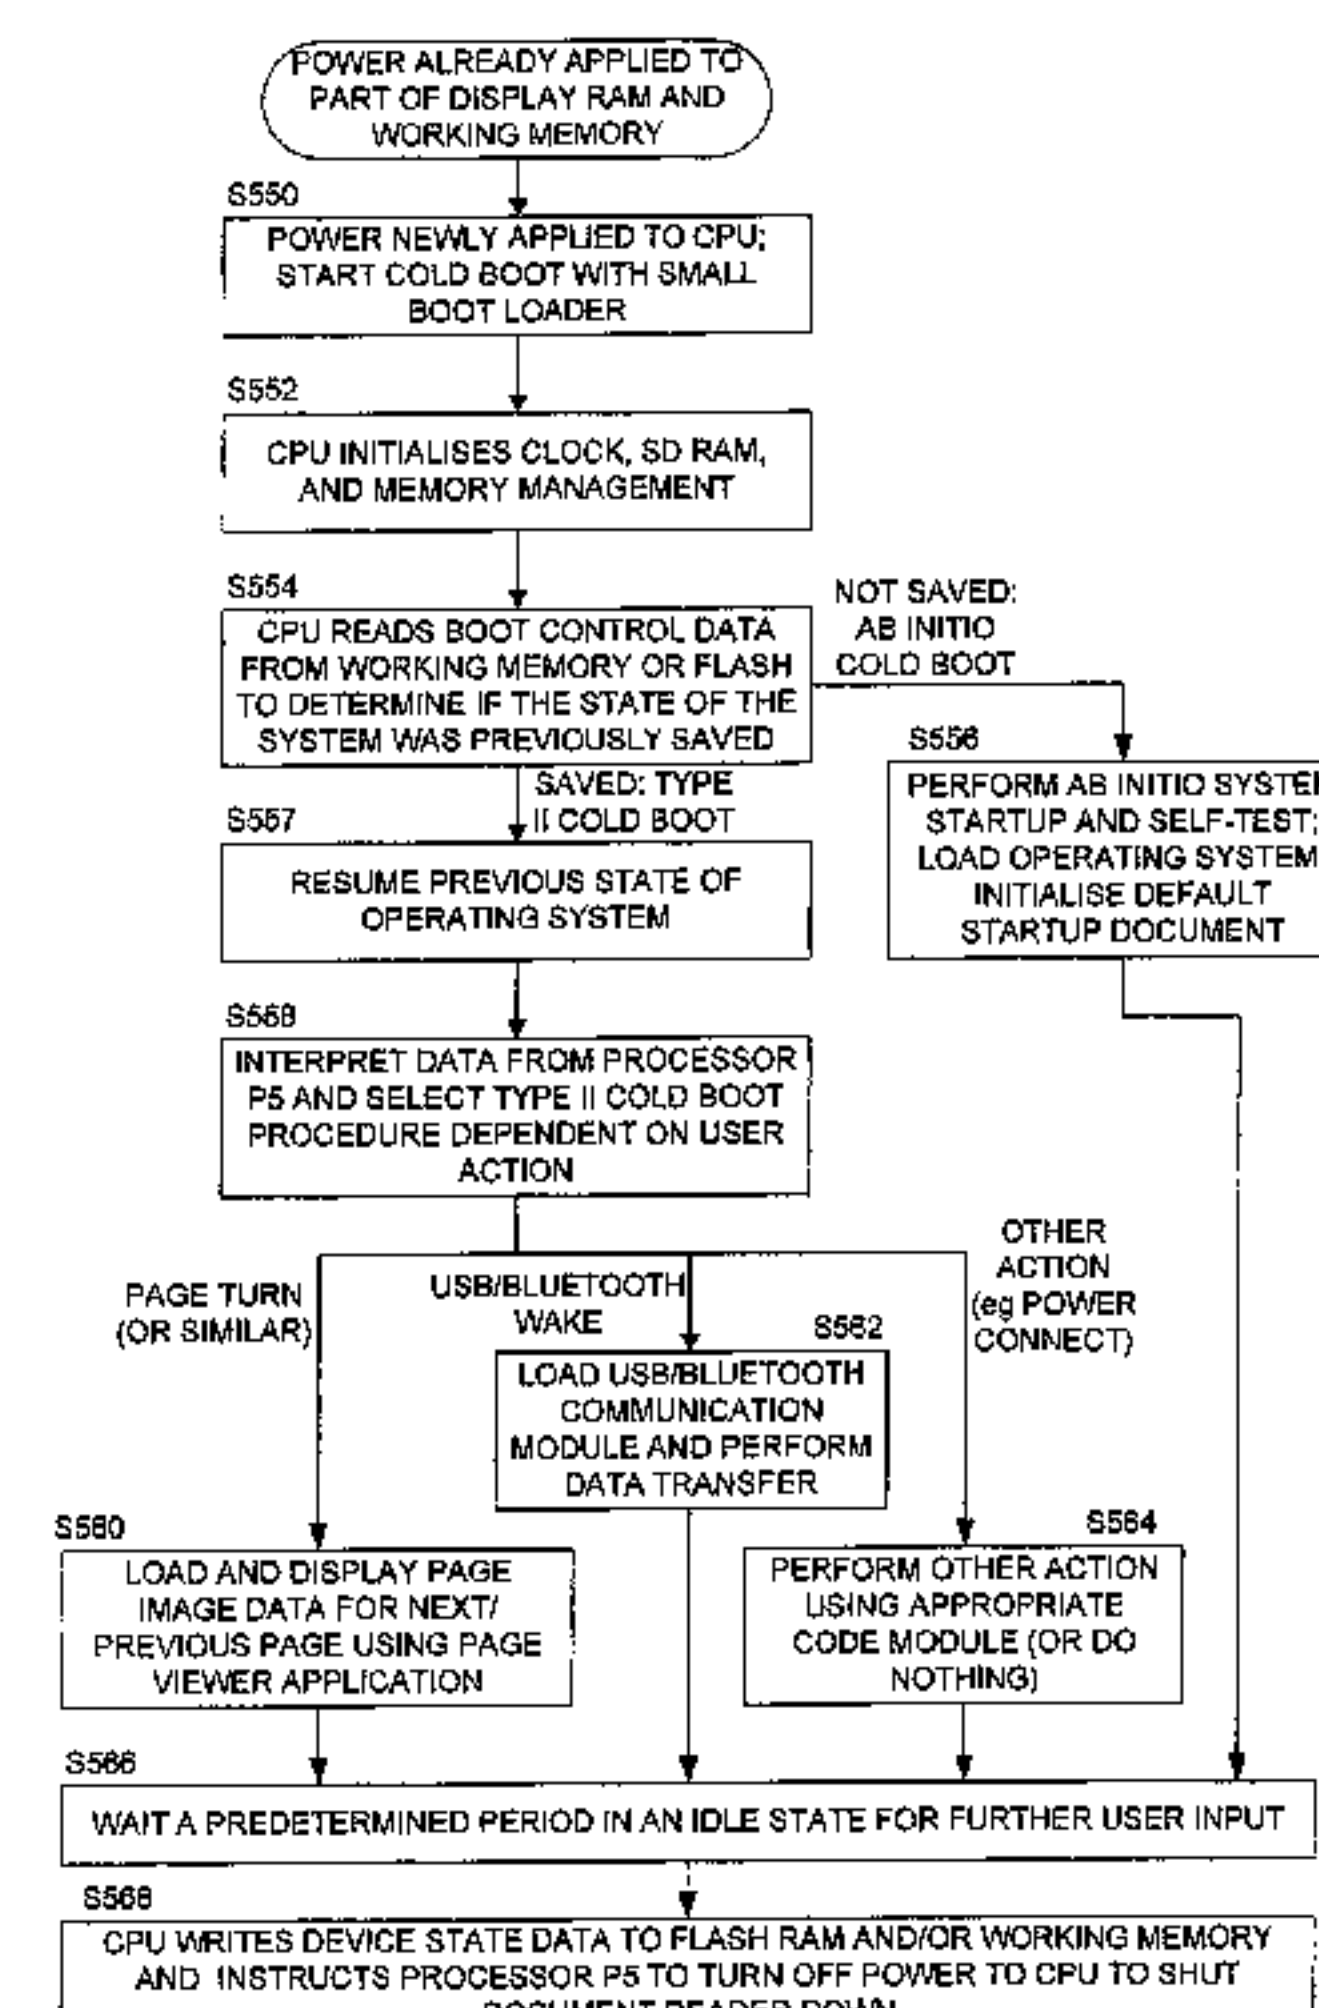 POWER ALREADY APPLIED TO
PART OF DISPLAY RAM AND
WORKING MEMORY
S550
POWER NEWLY APPLIED TO CPU;
START COLD BOOT WITH SMALL
BOOT LOADER
S552
CPU INITIALISES CLOCK, SD RAM,
AND MEMORY MANAGEMENT
S554
CPU READS BOOT CONTROL DATA
FROM WORKING MEMORY OR FLASH
TO DETERMINE IF THE STATE OF THE
SYSTEM WAS PREVIOUSLY SAVED
NOT SAVED:
AB INITIO
COLD BOOT
S556
PERFORM AB INITIO
STARTUP AND SELF-TEST;
LOAD OPERATING SYSTEM
INITIALISE DEFAULT
STARTUP DOCUMENT
SAVED: TYPE
II COLD BOOT
S557
RESUME PREVIOUS STATE OF
OPERATING SYSTEM
S558
INTERPRET DATA FROM PROCESSOR
P5 AND SELECT TYPE II COLD BOOT
PROCEDURE DEPENDENT ON USER
ACTION
PAGE TURN
(OR SIMILAR)
USB/BLUETOOTH
WAKE
OTHER
ACTION
(eg POWER
CONNECT)
S562
LOAD USB/BLUETOOTH
COMMUNICATION
MODULE AND PERFORM
DATA TRANSFER
S560
LOAD AND DISPLAY PAGE
IMAGE DATA FOR NEXT/
PREVIOUS PAGE USING PAGE
VIEWER APPLICATION
S564
PERFORM OTHER ACTION
USING APPROPRIATE
CODE MODULE (OR DO
NOTHING)
S566
WAIT A PREDETERMINED PERIOD IN AN IDLE STATE FOR FURTHER USER INPUT
S568
CPU WRITES DEVICE STATE DATA TO FLASH RAM AND/OR WORKING MEMORY
AND INSTRUCTS PROCESSOR P5 TO TURN OFF POWER TO CPU TO SHUT